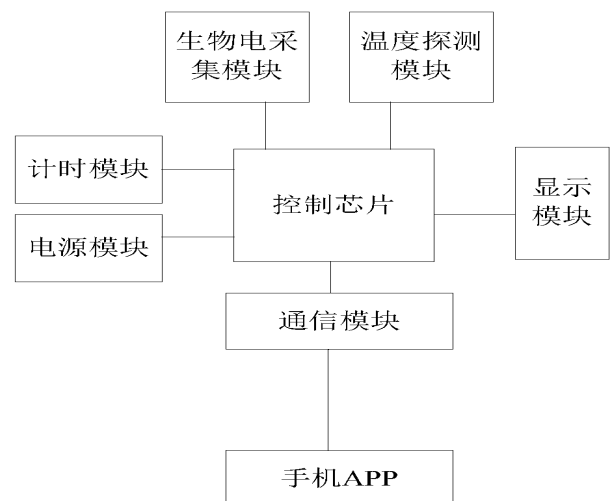 生物电采
集模块
温度探测
模块
计时模块
控制芯片
显示
模块
电源模块
通信模块
手机APP